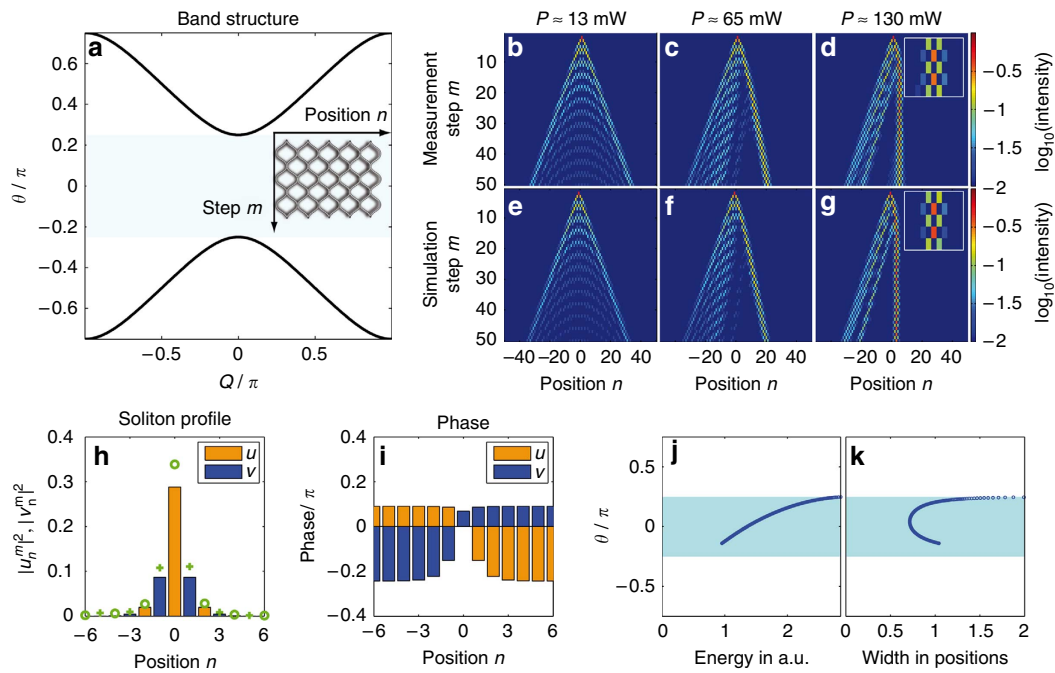 Band structure
a
0.6
0.4
0.2
0
−0.2
−0.4
−0.6
θ / π
Position n
Step m
−0.5
0
0.5
Q / π
P ≈ 13 mW
P ≈ 65 mW
P ≈ 130 mW
b
c
d
10
20
30
40
50
Measurement
step m
−0.5
−1
−1.5
−2
log10(intensity)
e
f
g
10
20
30
40
50
Simulation
step m
−0.5
−1
−1.5
−2
log10(intensity)
−40
−20
0
20
40
−20
0
20
40
−20
0
20
40
Position n
Position n
Position n
Soliton profile
h
u
v
0.4
0.3
0.2
0.1
0
|uₙᵐ|², |vₙᵐ|²
−6
−3
0
3
6
Position n
Phase
i
u
v
0.4
0.2
0
−0.2
−0.4
Phase/ π
−6
−3
0
3
6
Position n
j
0.5
0
−0.5
θ / π
0
1
2
Energy in a.u.
k
0
0.5
1
1.5
2
Width in positions